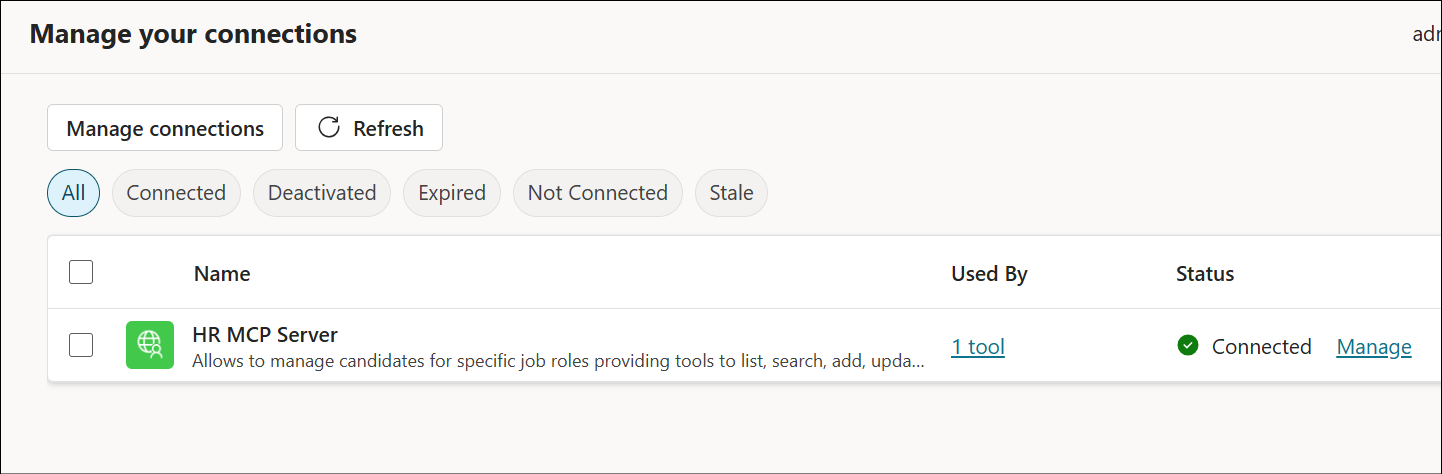 Manage your connections
Manage connections Refresh
All Connected Deactivated Expired Not Connected Stale
Name Used By Status
HR MCP Server
Allows to manage candidates for specific job roles providing tools to list, search, add, upda...
1 tool Connected Manage